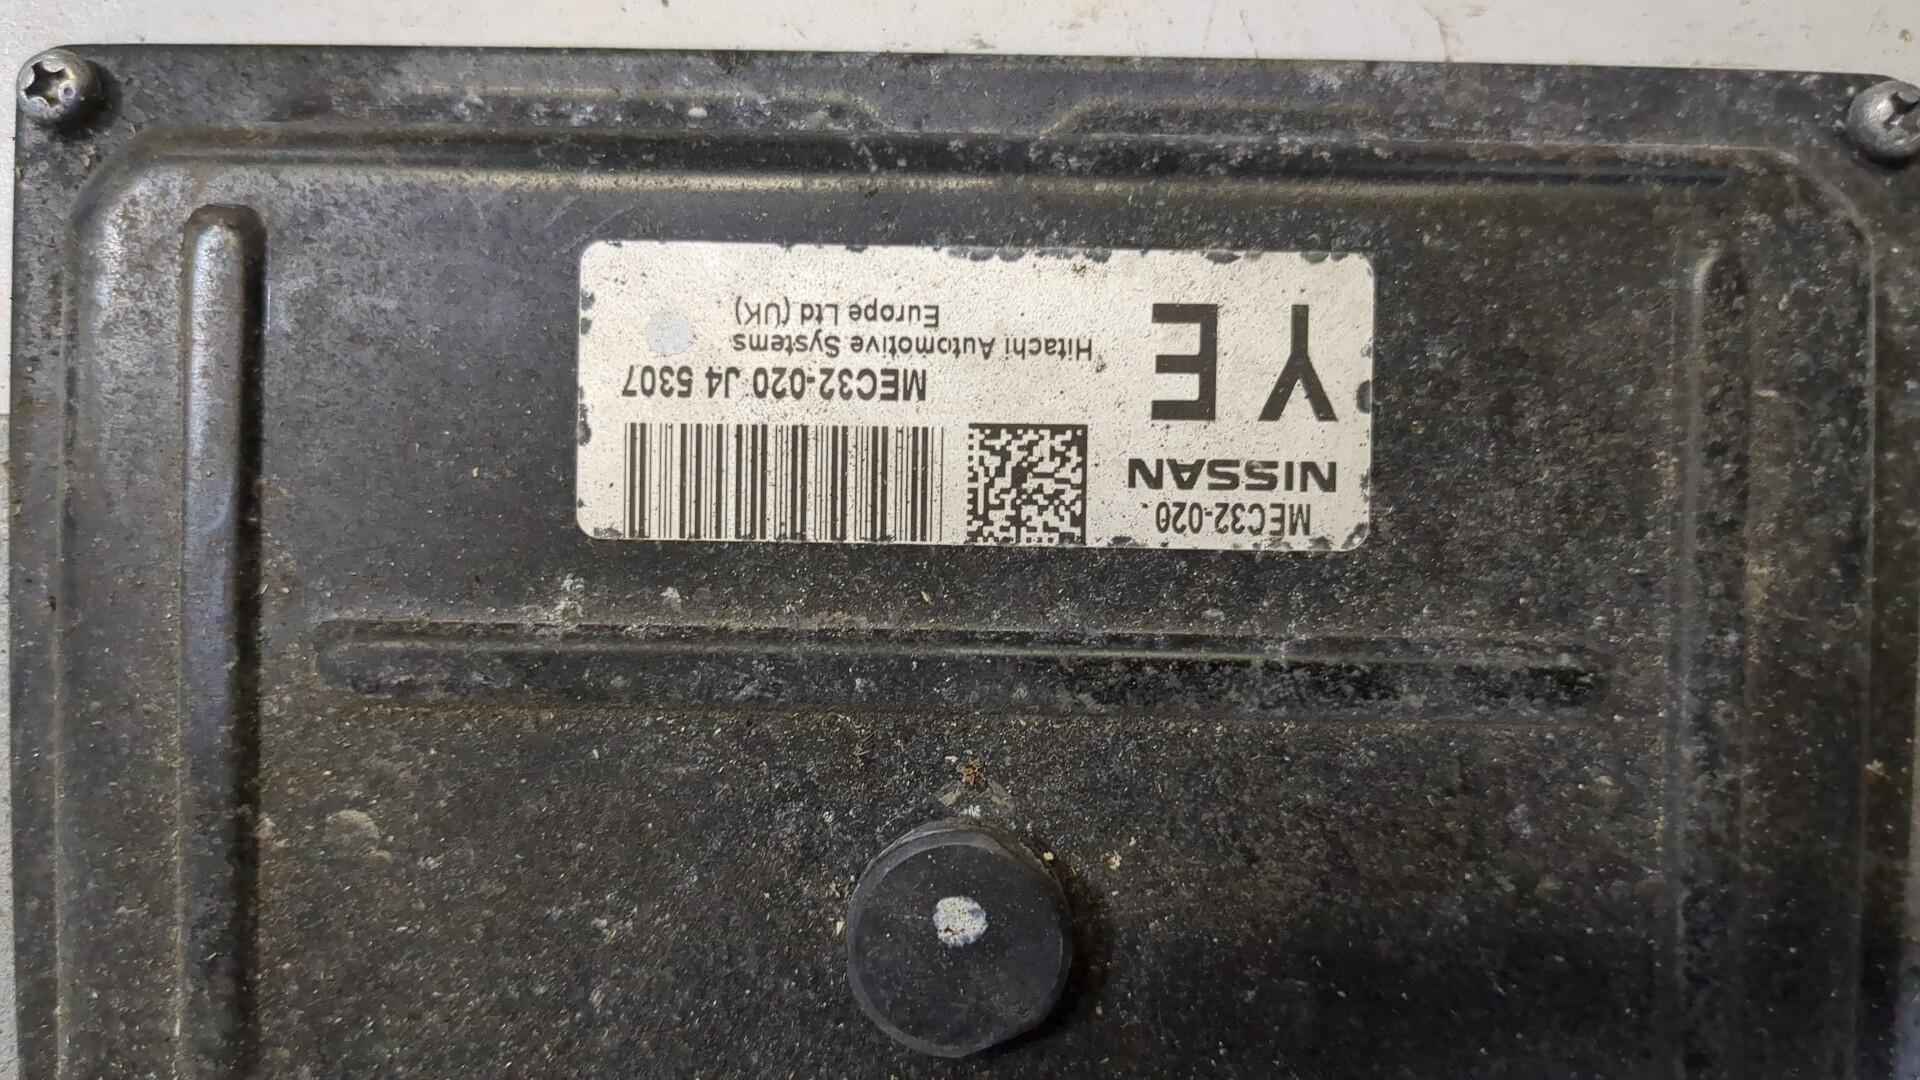 MEC32-020
NISSAN
YE
MEC32-020 J4 5307
Hitachi Automotive Systems
Europe Ltd (UK)